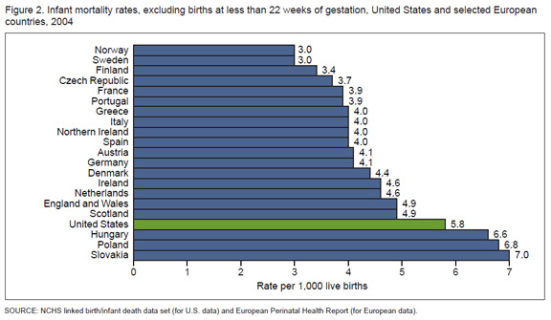 Figure 2. Infant mortality rates, excluding births at less than 22 weeks of gestation, United States and selected European
countries, 2004
Norway 3.0
Sweden 3.0
Finland 3.4
Czech Republic 3.7
France 3.9
Portugal 3.9
Greece 4.0
Italy 4.0
Northern Ireland 4.0
Spain 4.0
Austria 4.1
Germany 4.1
Denmark 4.4
Ireland 4.6
Netherlands 4.6
England and Wales 4.9
Scotland 4.9
United States 5.8
Hungary 6.6
Poland 6.8
Slovakia 7.0
0 1 2 3 4 5 6 7
Rate per 1,000 live births
SOURCE: NCHS linked birth/infant death data set (for U.S. data) and European Perinatal Health Report (for European data).